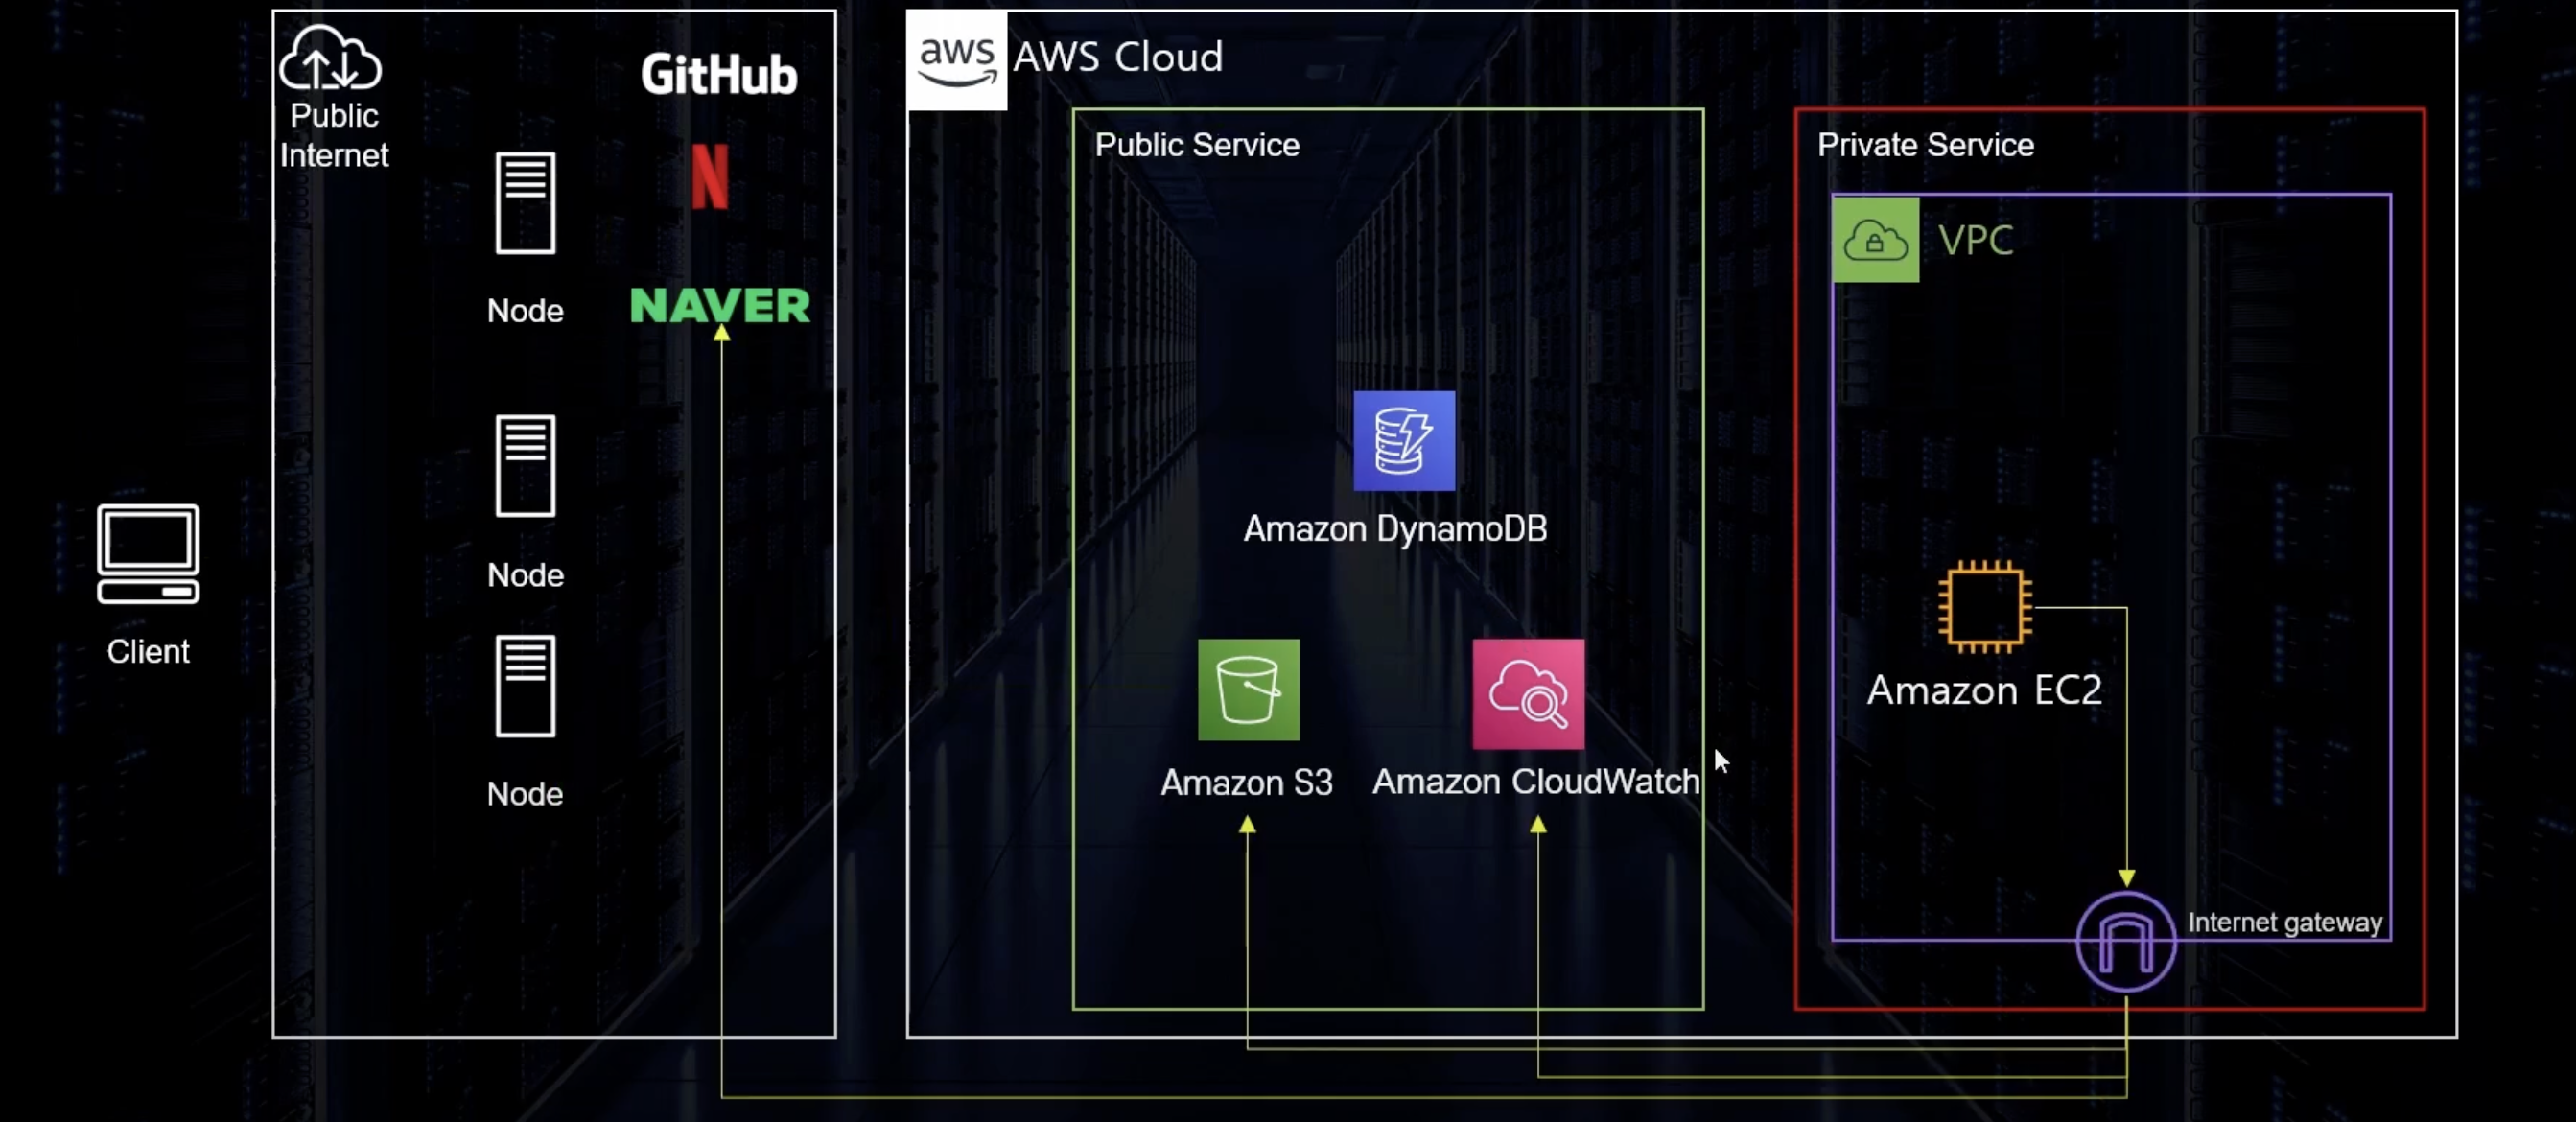 Public
Internet
GitHub
N
Node
NAVER
Node
Node
Client
aws
AWS Cloud
Public Service
Amazon DynamoDB
Amazon S3
Amazon CloudWatch
Private Service
VPC
Amazon EC2
Internet gateway